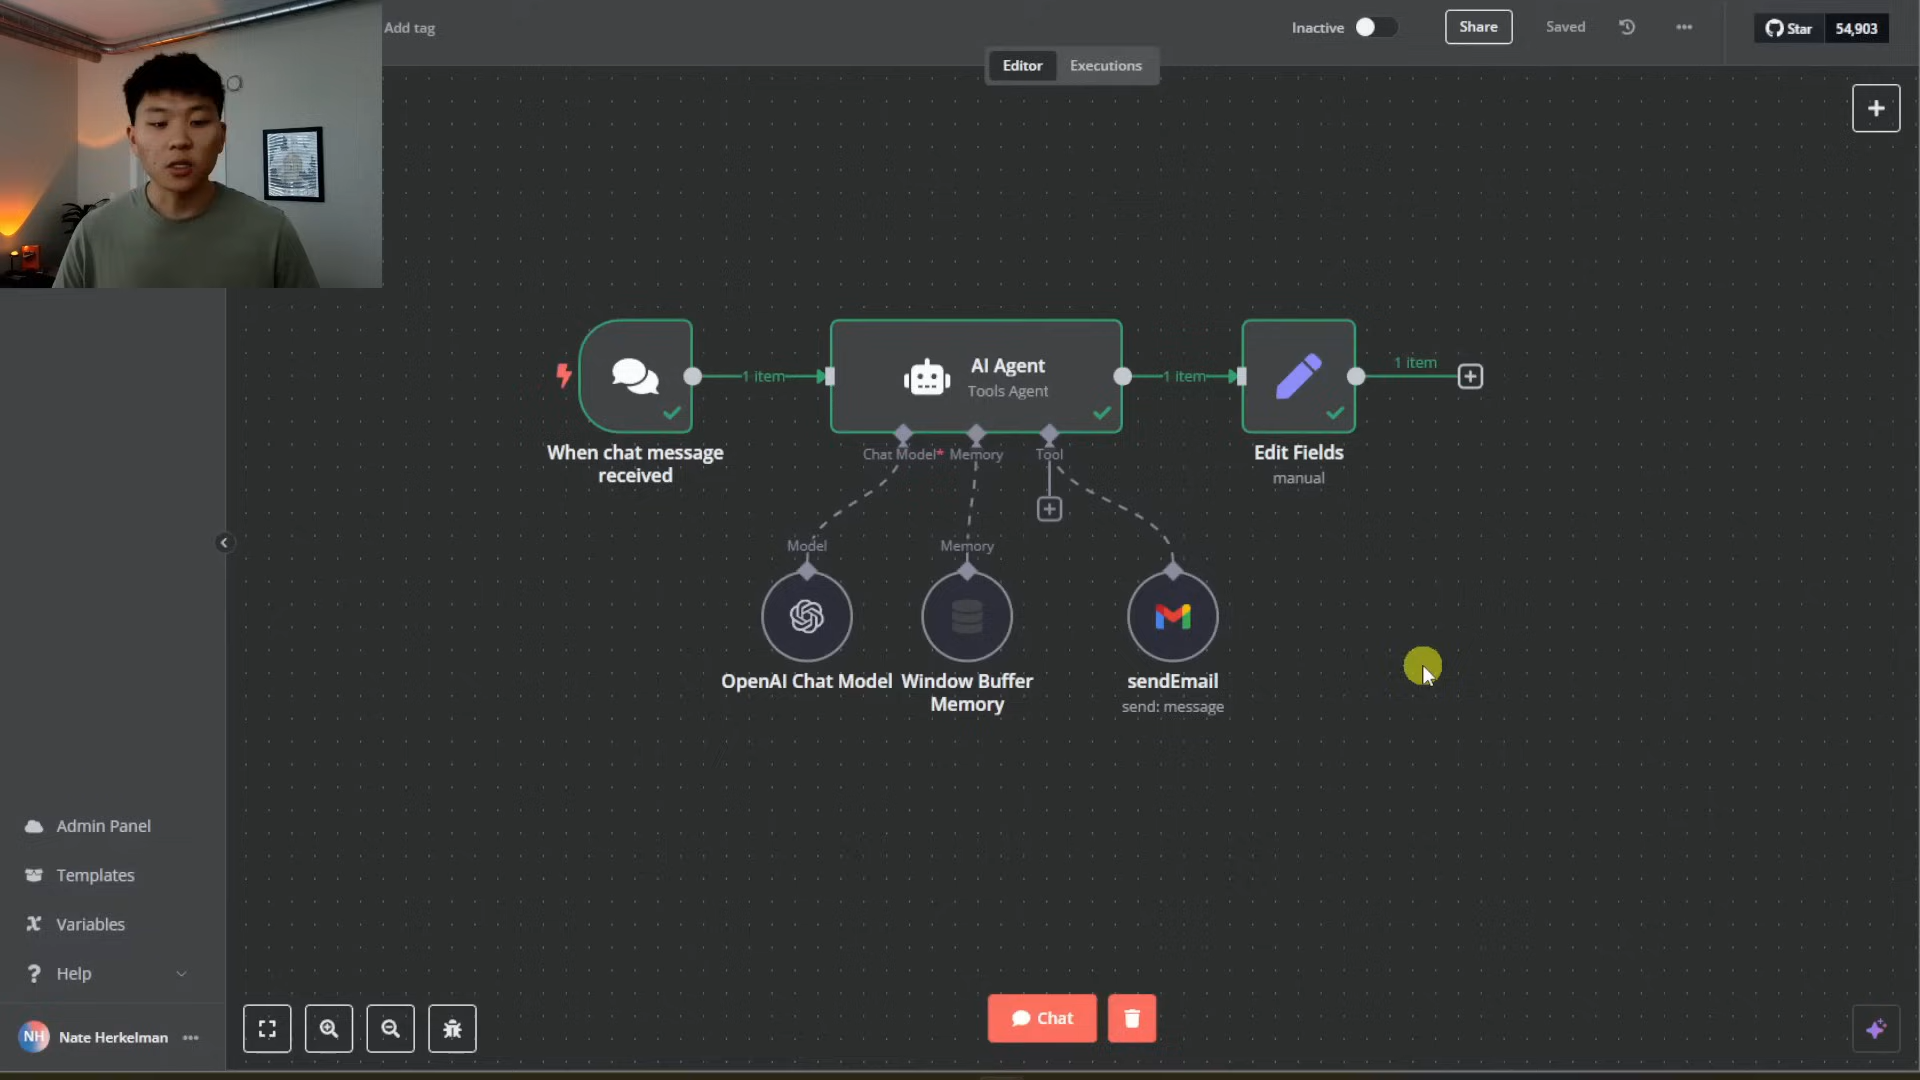 Add tag
Inactive
Share
Saved
Star
54,903
Editor
Executions
1 item
AI Agent
Tools Agent
1 item
1 item
When chat message
received
Chat Model*
Memory
Tool
Edit Fields
manual
Model
Memory
OpenAI Chat Model
Window Buffer
Memory
sendEmail
send: message
Admin Panel
Templates
Variables
Help
NH
Nate Herkelman
Chat